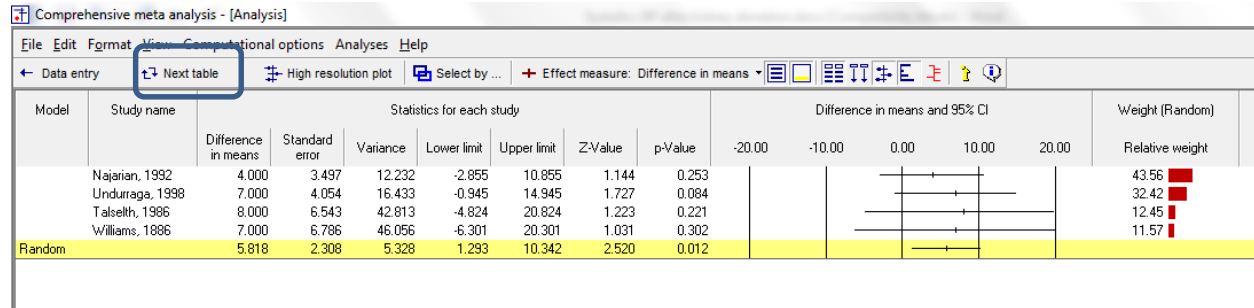 Comprehensive meta analysis - [Analysis]
File Edit Format View Computational options Analyses Help
← Data entry Next table High resolution plot Select by ... + Effect measure: Difference in means
Model Study name Statistics for each study Difference in means and 95% CI Weight (Random)
Difference in means Standard error Variance Lower limit Upper limit Z-Value p-Value -20.00 -10.00 0.00 10.00 20.00 Relative weight
Najarian, 1992 4.000 3.497 12.232 -2.855 10.855 1.144 0.253 43.56
Undurraga, 1998 7.000 4.054 16.433 -0.945 14.945 1.727 0.084 32.42
Talselth, 1986 8.000 6.543 42.813 -4.824 20.824 1.223 0.221 12.45
Williams, 1886 7.000 6.786 46.056 -6.301 20.301 1.031 0.302 11.57
Random 5.818 2.308 5.328 1.293 10.342 2.520 0.012